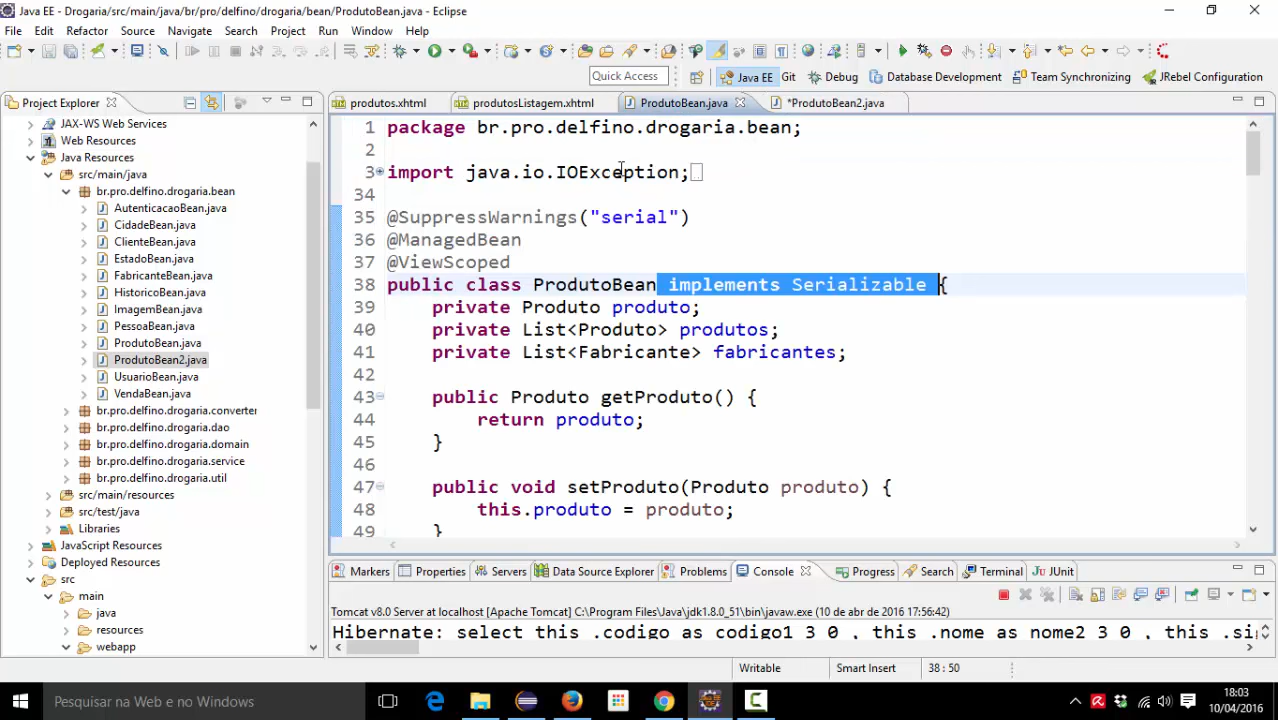 Java EE - Drogaria/src/main/java/br/pro/delfino/drogaria/bean/ProdutoBean.java - Eclipse
File Edit Refactor Source Navigate Search Project Run Window Help
Quick Access
Java EE
Git
Debug
Database Development
Team Synchronizing
JRebel Configuration
Project Explorer
JAX-WS Web Services
Web Resources
Java Resources
src/main/java
br.pro.delfino.drogaria.bean
AutenticacaoBean.java
CidadeBean.java
ClienteBean.java
EstadoBean.java
FabricanteBean.java
HistoricoBean.java
ImagemBean.java
PessoaBean.java
ProdutoBean.java
ProdutoBean2.java
UsuarioBean.java
VendaBean.java
br.pro.delfino.drogaria.converter
br.pro.delfino.drogaria.dao
br.pro.delfino.drogaria.domain
br.pro.delfino.drogaria.service
br.pro.delfino.drogaria.util
src/main/resources
src/test/java
Libraries
JavaScript Resources
Deployed Resources
src
main
java
resources
webapp
produtos.xhtml
produtosListagem.xhtml
ProdutoBean.java
*ProdutoBean2.java
1 package br.pro.delfino.drogaria.bean;
2
3 import java.io.IOException;
34
35 @SuppressWarnings("serial")
36 @ManagedBean
37 @ViewScoped
38 public class ProdutoBean implements Serializable {
39 private Produto produto;
40 private List<Produto> produtos;
41 private List<Fabricante> fabricantes;
42
43 public Produto getProduto() {
44 return produto;
45 }
46
47 public void setProduto(Produto produto) {
48 this.produto = produto;
49 }
Markers
Properties
Servers
Data Source Explorer
Problems
Console
Progress
Search
Terminal
JUnit
Tomcat v8.0 Server at localhost [Apache Tomcat] C:\Program Files\Java\jdk1.8.0_51\bin\javaw.exe (10 de abr de 2016 17:56:42)
Hibernate: select this .codigo as codigo1 3 0 , this .nome as nome2 3 0 , this .si
Writable
Smart Insert
38 : 50
Pesquisar na Web e no Windows
18:03
10/04/2016